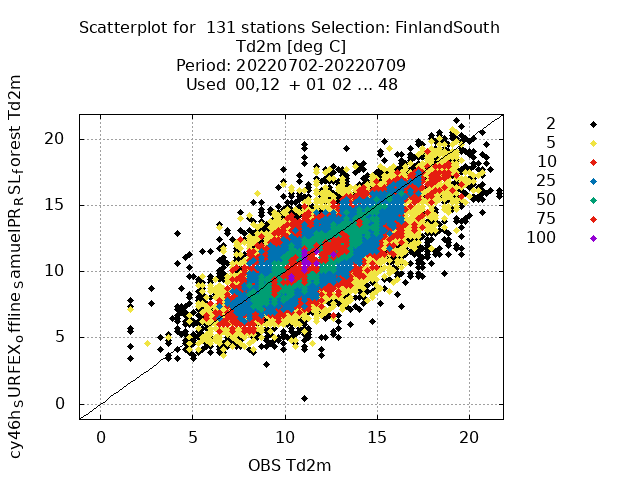 Scatterplot for 131 stations Selection: FinlandSouth
Td2m [deg C]
Period: 20220702-20220709
Used 00,12 + 01 02 ... 48
cy46h_SURFEX_offline_samuelPR_RSL_forest Td2m
20
15
10
5
0
0 5 10 15 20
OBS Td2m
2
5
10
25
50
75
100